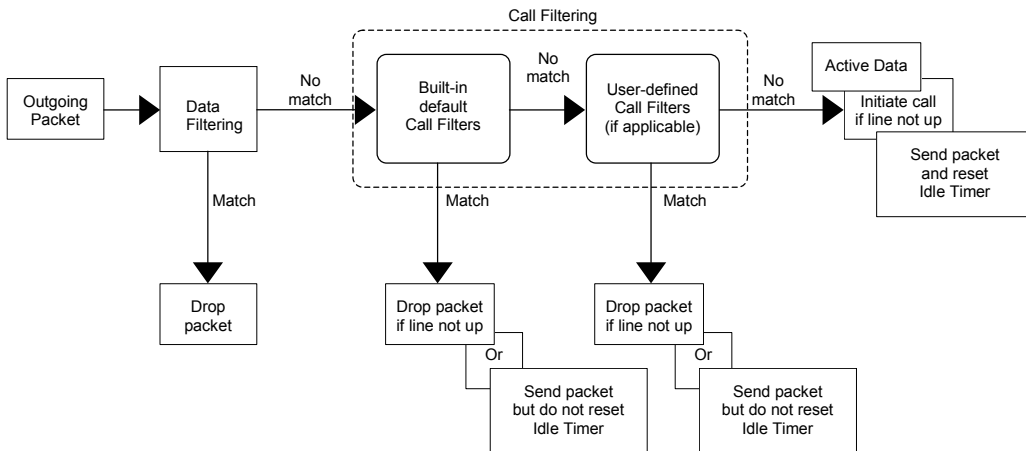 Call Filtering
Outgoing
Packet
Data
Filtering
No
match
Built-in
default
Call Filters
No
match
User-defined
Call Filters
(if applicable)
No
match
Active Data
Initiate call
if line not up
Send packet
and reset
Idle Timer
Match
Match
Match
Drop
packet
Drop packet
if line not up
Or
Send packet
but do not reset
Idle Timer
Drop packet
if line not up
Or
Send packet
but do not reset
Idle Timer